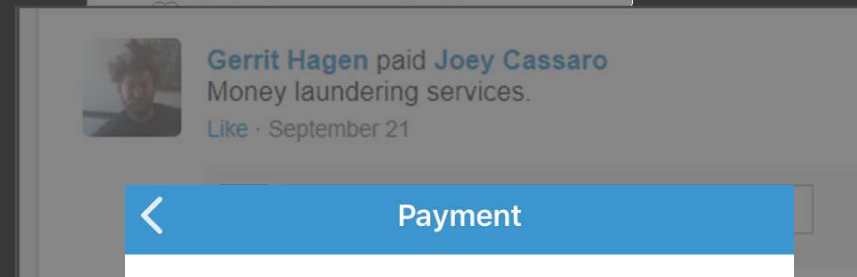 Gerrit Hagen paid Joey Cassaro
Money laundering services.
Like · September 21
Payment